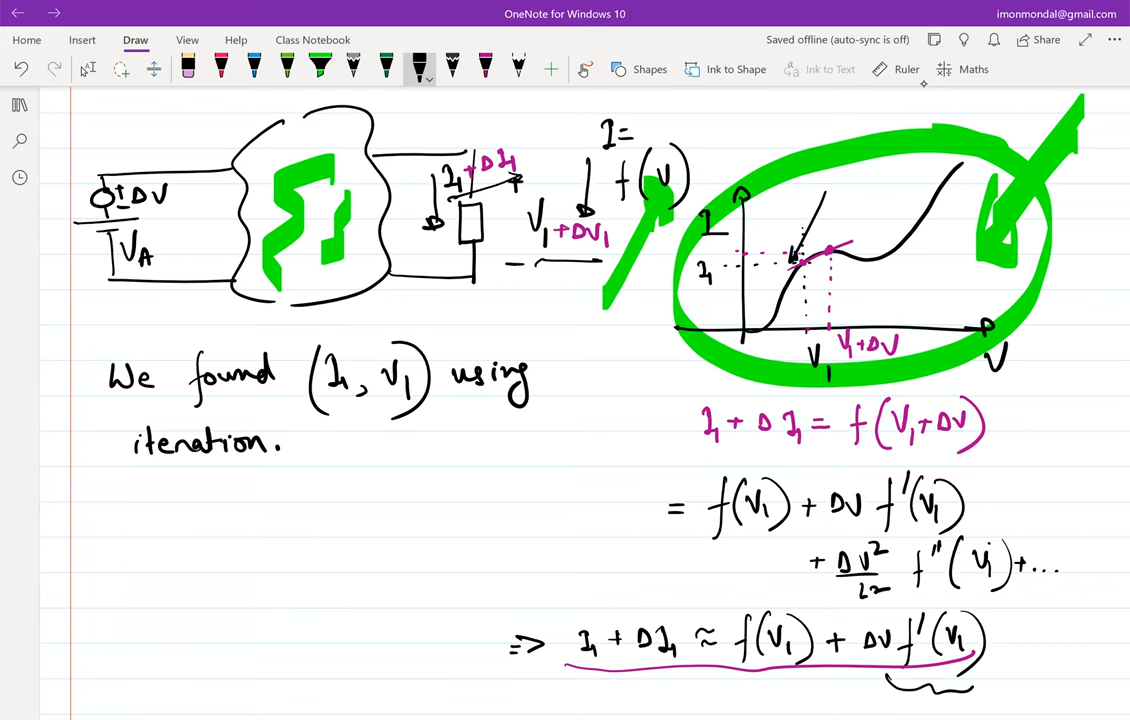 OneNote for Windows 10
imonmondal@gmail.com
Home Insert Draw View Help Class Notebook
Saved offline (auto-sync is off) Share
Shapes Ink to Shape Ink to Text Ruler Maths
± ΔV
V_A
I₁ + ΔI₁
V₁ + ΔV₁
I =
f(V)
I
I₁
V₁
V₁+ΔV
V
We found (I₁, V₁) using
iteration.
I₁ + ΔI₁ = f(V₁+ΔV)
= f(V₁) + ΔV f'(V₁)
+ ΔV²/∟2 f''(V₁) + ...
=> I₁ + ΔI₁ ≈ f(V₁) + ΔV f'(V₁)